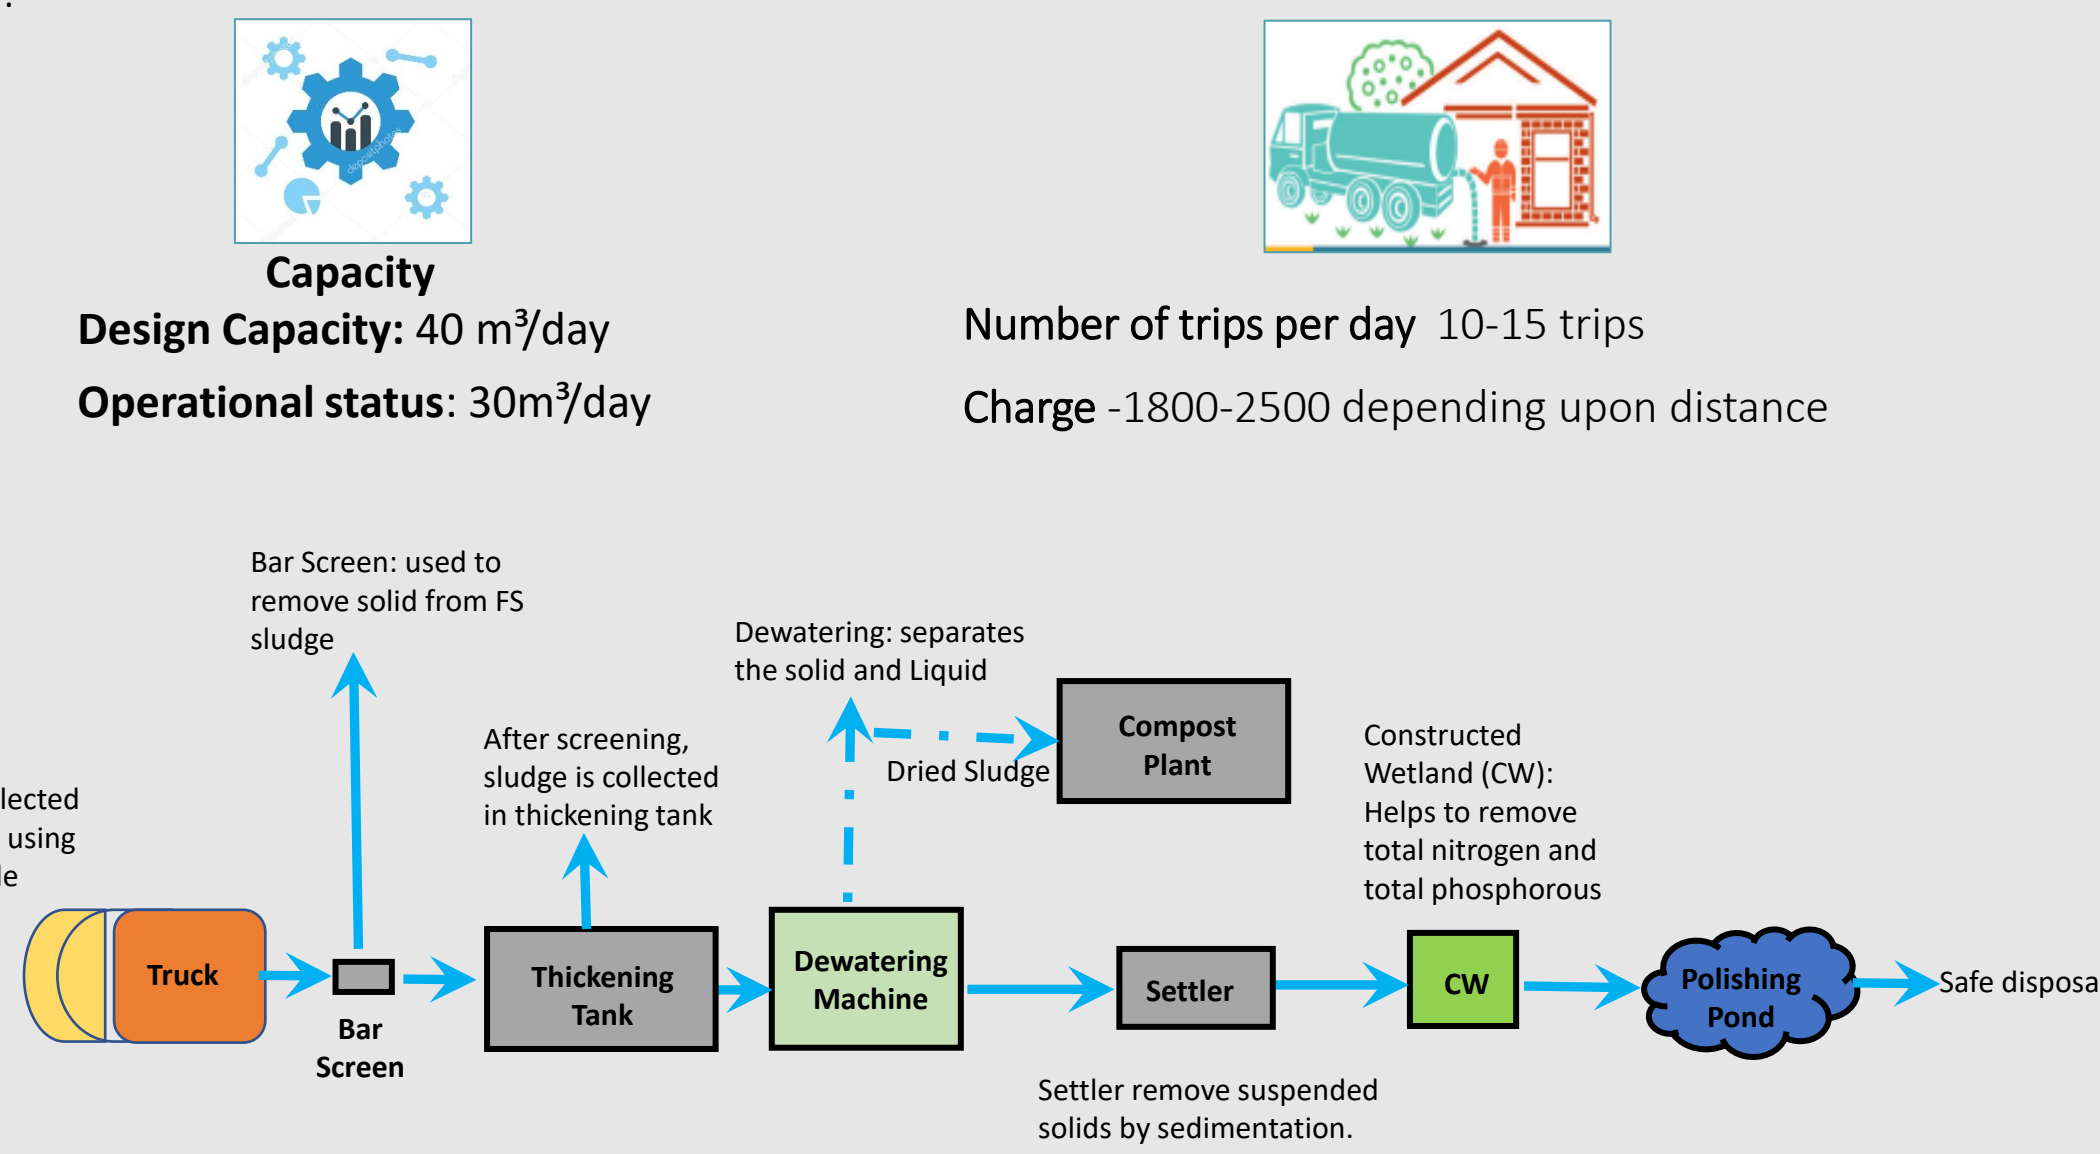 Capacity
Design Capacity: 40 m³/day
Operational status: 30m³/day
Number of trips per day 10-15 trips
Charge -1800-2500 depending upon distance
Bar Screen: used to
remove solid from FS
sludge
After screening,
sludge is collected
in thickening tank
Dewatering: separates
the solid and Liquid
Dried Sludge
Compost
Plant
Constructed
Wetland (CW):
Helps to remove
total nitrogen and
total phosphorous
using
Truck
Bar
Screen
Thickening
Tank
Dewatering
Machine
Settler
CW
Polishing
Pond
Safe
Settler remove suspended
solids by sedimentation.